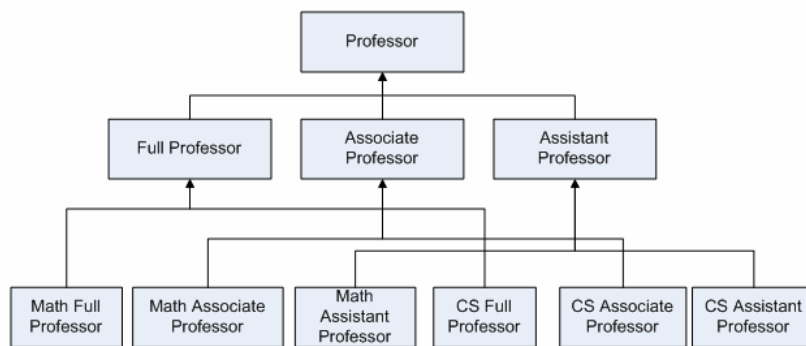 Professor
Full Professor
Associate
Professor
Assistant
Professor
Math Full
Professor
Math Associate
Professor
Math
Assistant
Professor
CS Full
Professor
CS Associate
Professor
CS Assistant
Professor